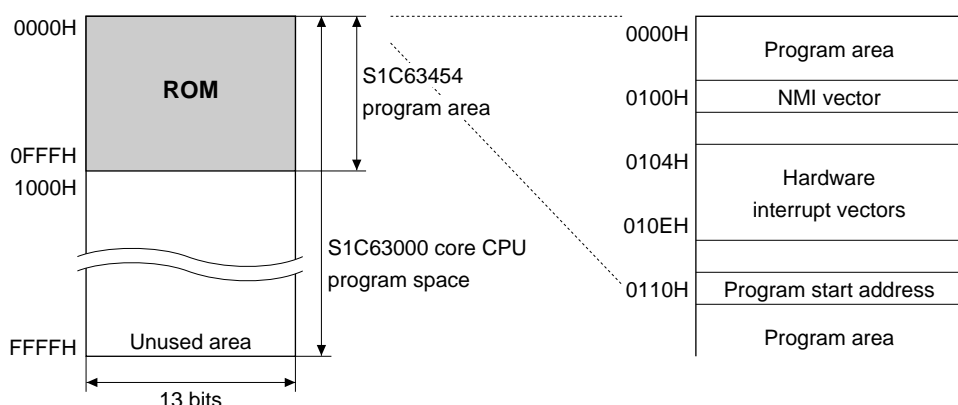 0000H
ROM
S1C63454
program area
0FFFH
1000H
S1C63000 core CPU
program space
Unused area
FFFFH
13 bits
0000H
Program area
0100H
NMI vector
0104H
Hardware
interrupt vectors
010EH
0110H
Program start address
Program area